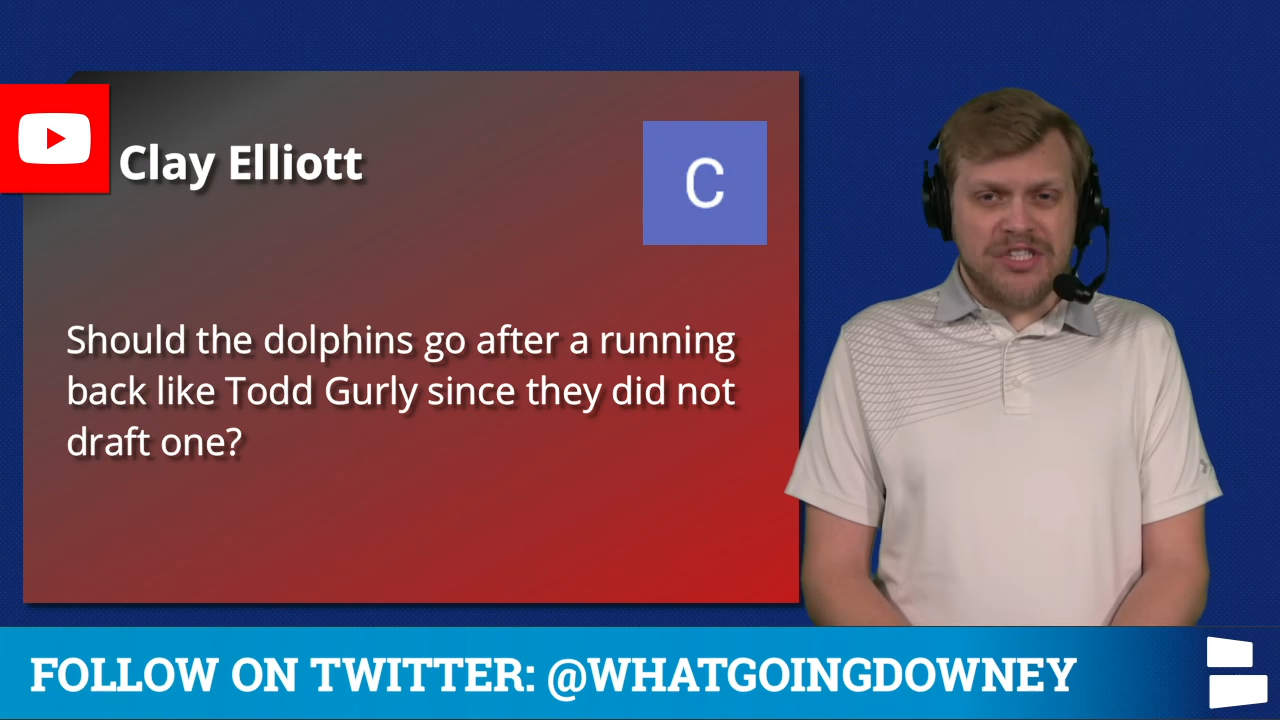 Clay Elliott
C
Should the dolphins go after a running
back like Todd Gurly since they did not
draft one?
FOLLOW ON TWITTER: @WHATGOINGDOWNEY